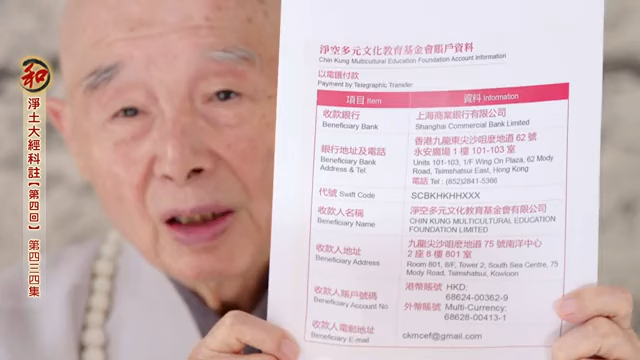 和
淨土大經科註【第四回】 第四三四集
淨空多元文化教育基金會賬戶資料
Chin Kung Multicultural Education Foundation Account Information
以電匯付款
Payment by Telegraphic Transfer
項目 Item 資料 Information
收款銀行 上海商業銀行有限公司
Beneficiary Bank Shanghai Commercial Bank Limited
銀行地址及電話 香港九龍東尖沙咀麼地道 62 號
Beneficiary Bank 永安廣場 1 樓 101-103 室
Address & Tel. Units 101-103, 1/F Wing On Plaza, 62 Mody
Road, Tsimshatsui East, Hong Kong
電話 Tel : (852)2841-5366
代號 Swift Code SCBKHKHHXXX
收款人名稱 淨空多元文化教育基金會有限公司
Beneficiary Name CHIN KUNG MULTICULTURAL EDUCATION
FOUNDATION LIMITED
收款人地址 九龍尖沙咀麼地道 75 號南洋中心
Beneficiary Address 2 座 8 樓 801 室
Room 801, 8/F, Tower 2, South Sea Centre, 75
Mody Road, Tsimshatsui, Kowloon
收款人賬戶號碼 港幣賬號 HKD:
Beneficiary Account No 68624-00362-9
外幣賬號 Multi-Currency:
68628-00413-1
收款人電郵地址 ckmcef@gmail.com
Beneficiary E-mail